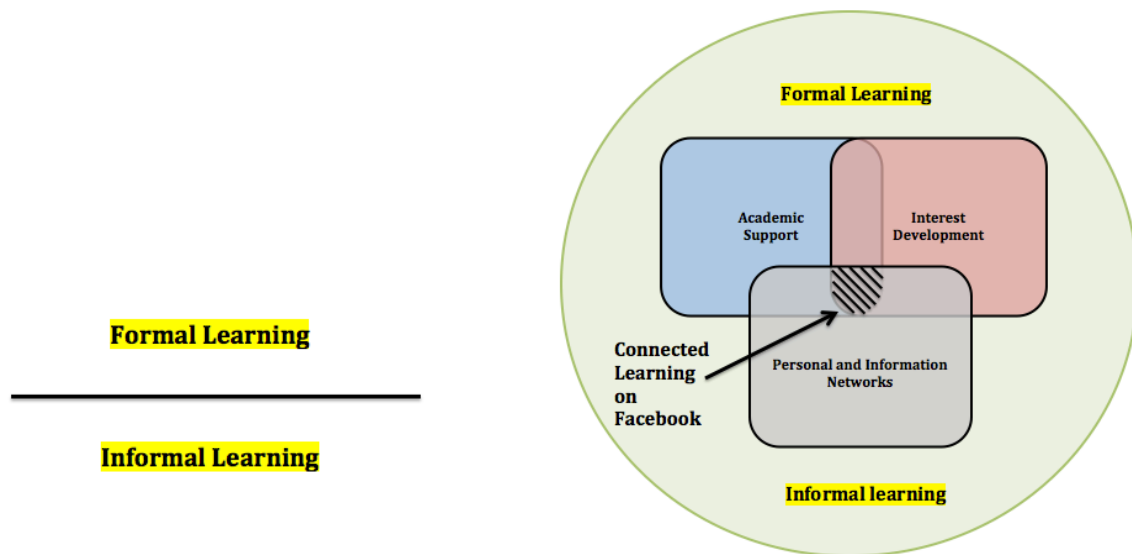 Formal Learning
Informal Learning
Formal Learning
Academic
Support
Interest
Development
Connected
Learning
on
Facebook
Personal and Information
Networks
Informal learning